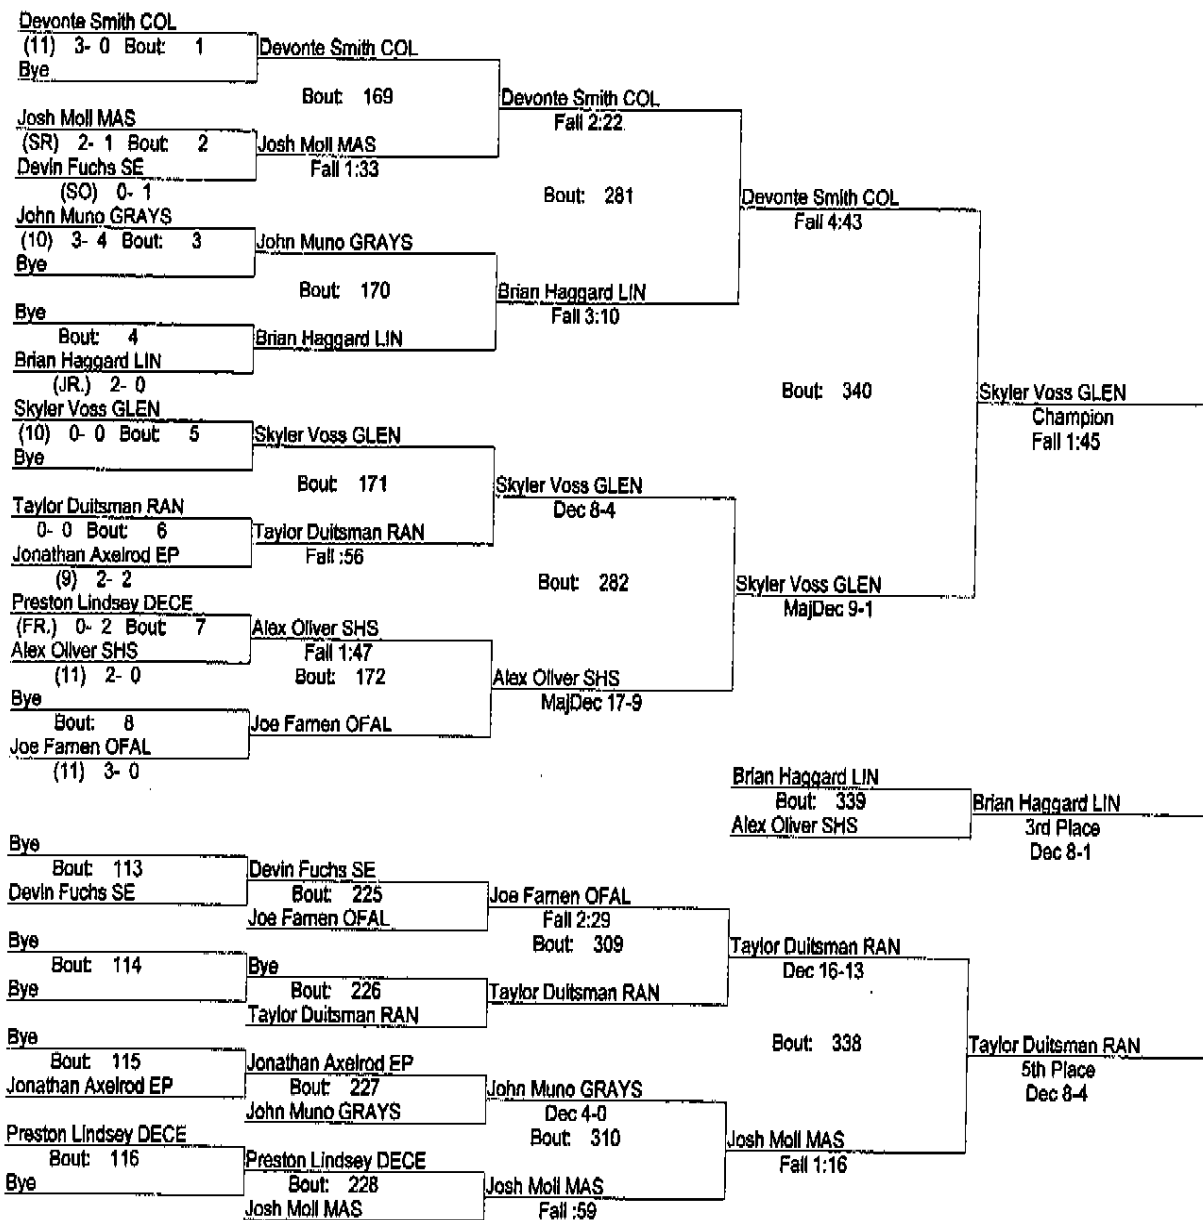 Devonte Smith COL
(11) 3- 0 Bout: 1
Bye
Devonte Smith COL
Bout: 169
Josh Moll MAS
(SR) 2- 1 Bout: 2
Devin Fuchs SE
(SO) 0- 1
Josh Moll MAS
Fall 1:33
Devonte Smith COL
Fall 2:22
Bout: 281
John Muno GRAYS
(10) 3- 4 Bout: 3
Bye
John Muno GRAYS
Bout: 170
Bye
Bout: 4
Brian Haggard LIN
(JR.) 2- 0
Brian Haggard LIN
Brian Haggard LIN
Fall 3:10
Devonte Smith COL
Fall 4:43
Bout: 340
Skyler Voss GLEN
Champion
Fall 1:45
Skyler Voss GLEN
(10) 0- 0 Bout: 5
Bye
Skyler Voss GLEN
Bout: 171
Taylor Duitsman RAN
0- 0 Bout: 6
Jonathan Axelrod EP
(9) 2- 2
Taylor Duitsman RAN
Fall :56
Skyler Voss GLEN
Dec 8-4
Bout: 282
Skyler Voss GLEN
MajDec 9-1
Preston Lindsey DECE
(FR.) 0- 2 Bout: 7
Alex Oliver SHS
(11) 2- 0
Alex Oliver SHS
Fall 1:47
Bout: 172
Bye
Bout: 8
Joe Farnen OFAL
(11) 3- 0
Joe Farnen OFAL
Alex Oliver SHS
MajDec 17-9
Brian Haggard LIN
Bout: 339
Alex Oliver SHS
Brian Haggard LIN
3rd Place
Dec 8-1
Bye
Bout: 113
Devin Fuchs SE
Devin Fuchs SE
Bout: 225
Joe Farnen OFAL
Joe Farnen OFAL
Fall 2:29
Bout: 309
Bye
Bout: 114
Bye
Bye
Bout: 226
Taylor Duitsman RAN
Taylor Duitsman RAN
Taylor Duitsman RAN
Dec 16-13
Bout: 338
Taylor Duitsman RAN
5th Place
Dec 8-4
Bye
Bout: 115
Jonathan Axelrod EP
Jonathan Axelrod EP
Bout: 227
John Muno GRAYS
John Muno GRAYS
Dec 4-0
Bout: 310
Preston Lindsey DECE
Bout: 116
Bye
Preston Lindsey DECE
Bout: 228
Josh Moll MAS
Josh Moll MAS
Fall :59
Josh Moll MAS
Fall 1:16